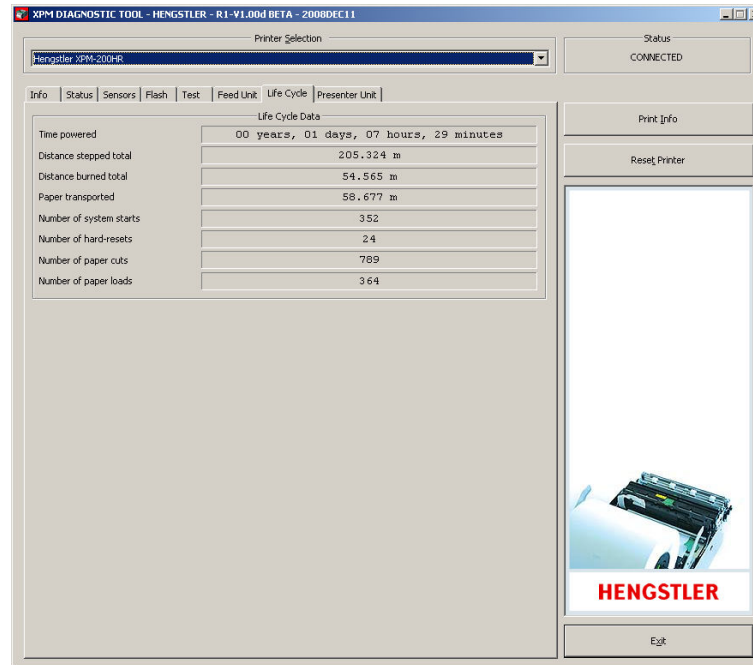 XPM DIAGNOSTIC TOOL - HENGSTLER - R1-V1.00d BETA - 2008DEC11
Printer Selection
Hengstler XPM-200HR
Status
CONNECTED
Info Status Sensors Flash Test Feed Unit Life Cycle Presenter Unit
Life Cycle Data
Time powered 00 years, 01 days, 07 hours, 29 minutes
Distance stepped total 205.324 m
Distance burned total 54.565 m
Paper transported 58.677 m
Number of system starts 352
Number of hard-resets 24
Number of paper cuts 789
Number of paper loads 364
Print Info
Reset Printer
HENGSTLER
Exit